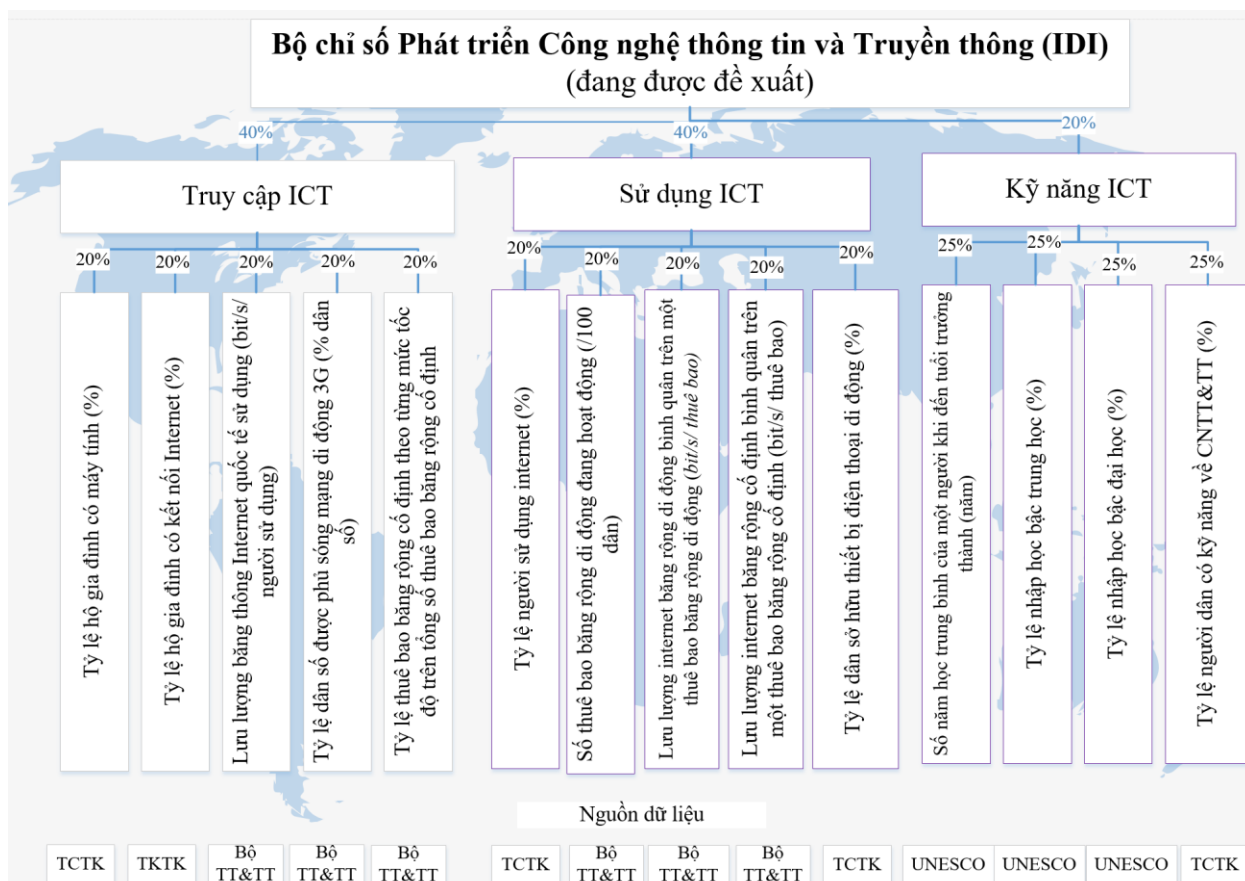 Bộ chỉ số Phát triển Công nghệ thông tin và Truyền thông (IDI)
(đang được đề xuất)
40%
40%
20%
Truy cập ICT
Sử dụng ICT
Kỹ năng ICT
20%
20%
20%
20%
20%
20%
20%
20%
20%
20%
25%
25%
25%
25%
Tỷ lệ hộ gia đình có máy tính (%)
Tỷ lệ hộ gia đình có kết nối Internet (%)
Lưu lượng băng thông Internet quốc tế sử dụng (bit/s/
người sử dụng)
Tỷ lệ dân số được phủ sóng mạng di động 3G (% dân
số)
Tỷ lệ thuê bao băng rộng cố định theo từng mức tốc
độ trên tổng số thuê bao băng rộng cố định
Tỷ lệ người sử dụng internet (%)
Số thuê bao băng rộng di động đang hoạt động (/100
dân)
Lưu lượng internet băng rộng di động bình quân trên một
thuê bao băng rộng di động (bit/s/ thuê bao)
Lưu lượng internet băng rộng cố định bình quân trên
một thuê bao băng rộng cố định (bit/s/ thuê bao)
Tỷ lệ dân sở hữu thiết bị điện thoại di động (%)
Số năm học trung bình của một người khi đến tuổi trưởng
thành (năm)
Tỷ lệ nhập học bậc trung học (%)
Tỷ lệ nhập học bậc đại học (%)
Tỷ lệ người dân có kỹ năng về CNTT&TT (%)
Nguồn dữ liệu
TCTK
TKTK
Bộ
TT&TT
Bộ
TT&TT
Bộ
TT&TT
TCTK
Bộ
TT&TT
Bộ
TT&TT
Bộ
TT&TT
TCTK
UNESCO
UNESCO
UNESCO
TCTK